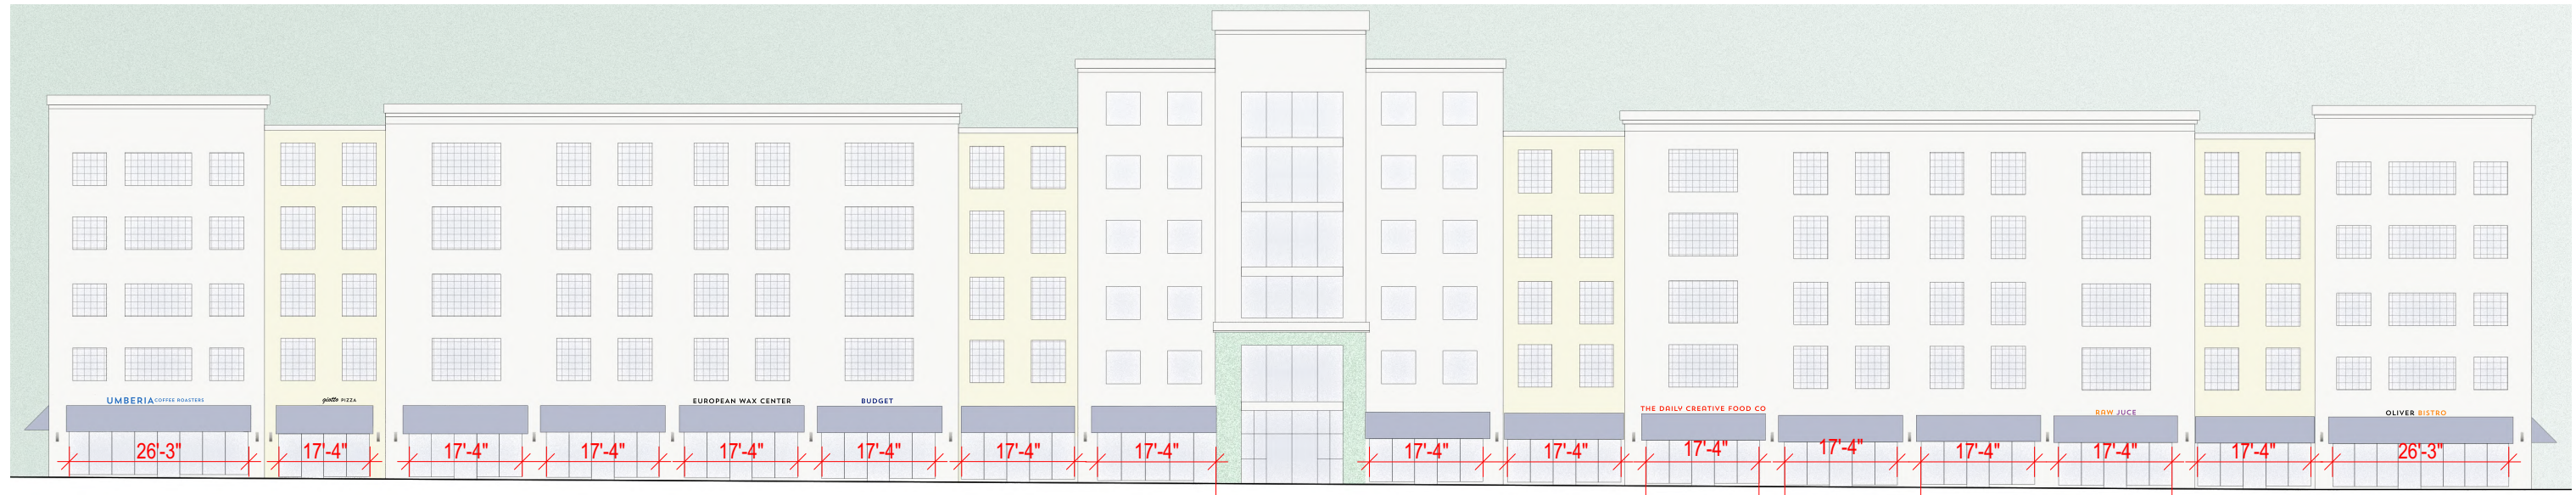 UMBERIA COFFEE ROASTERS
giotto PIZZA
EUROPEAN WAX CENTER
BUDGET
THE DAILY CREATIVE FOOD CO
RAW JUCE
OLIVER BISTRO
26'-3" 17'-4" 17'-4" 17'-4" 17'-4" 17'-4" 17'-4" 17'-4" 17'-4" 17'-4" 17'-4" 17'-4" 17'-4" 17'-4" 17'-4" 26'-3"